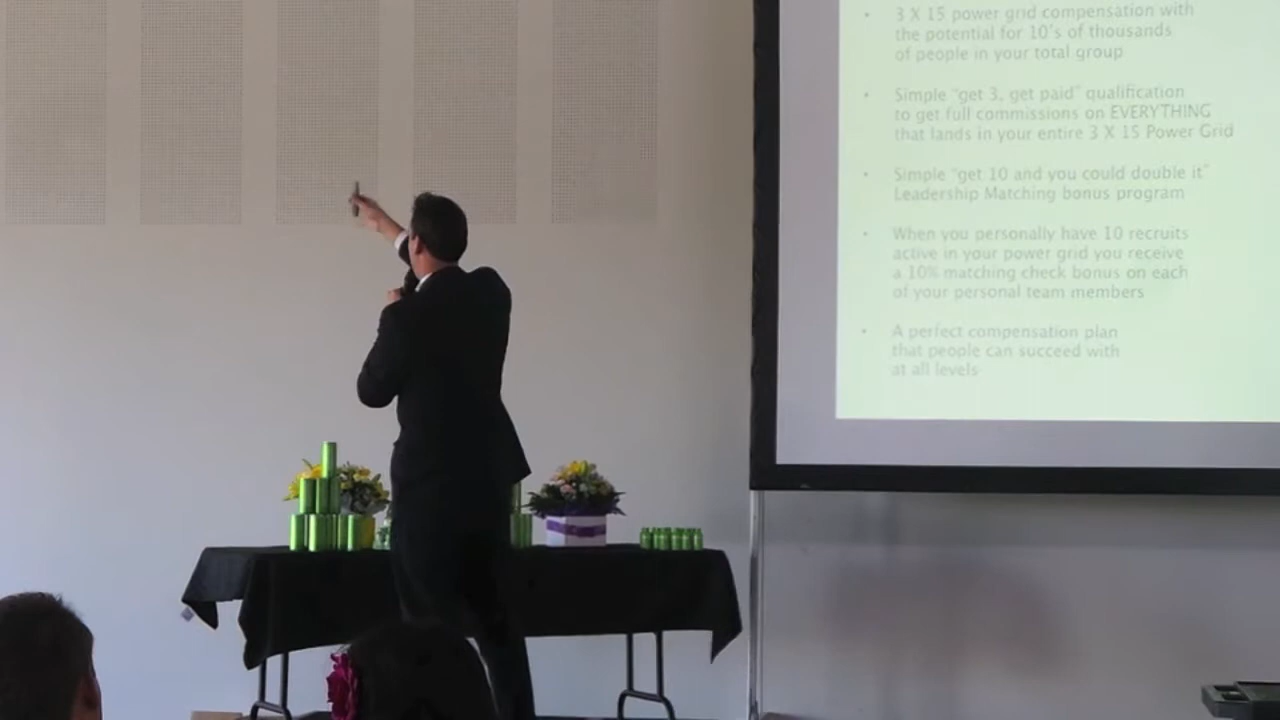 • 3 X 15 power grid compensation with
the potential for 10's of thousands
of people in your total group
• Simple "get 3, get paid" qualification
to get full commissions on EVERYTHING
that lands in your entire 3 X 15 Power Grid
• Simple "get 10 and you could double it"
Leadership Matching bonus program
• When you personally have 10 recruits
active in your power grid you receive
a 10% matching check bonus on each
of your personal team members
• A perfect compensation plan
that people can succeed with
at all levels